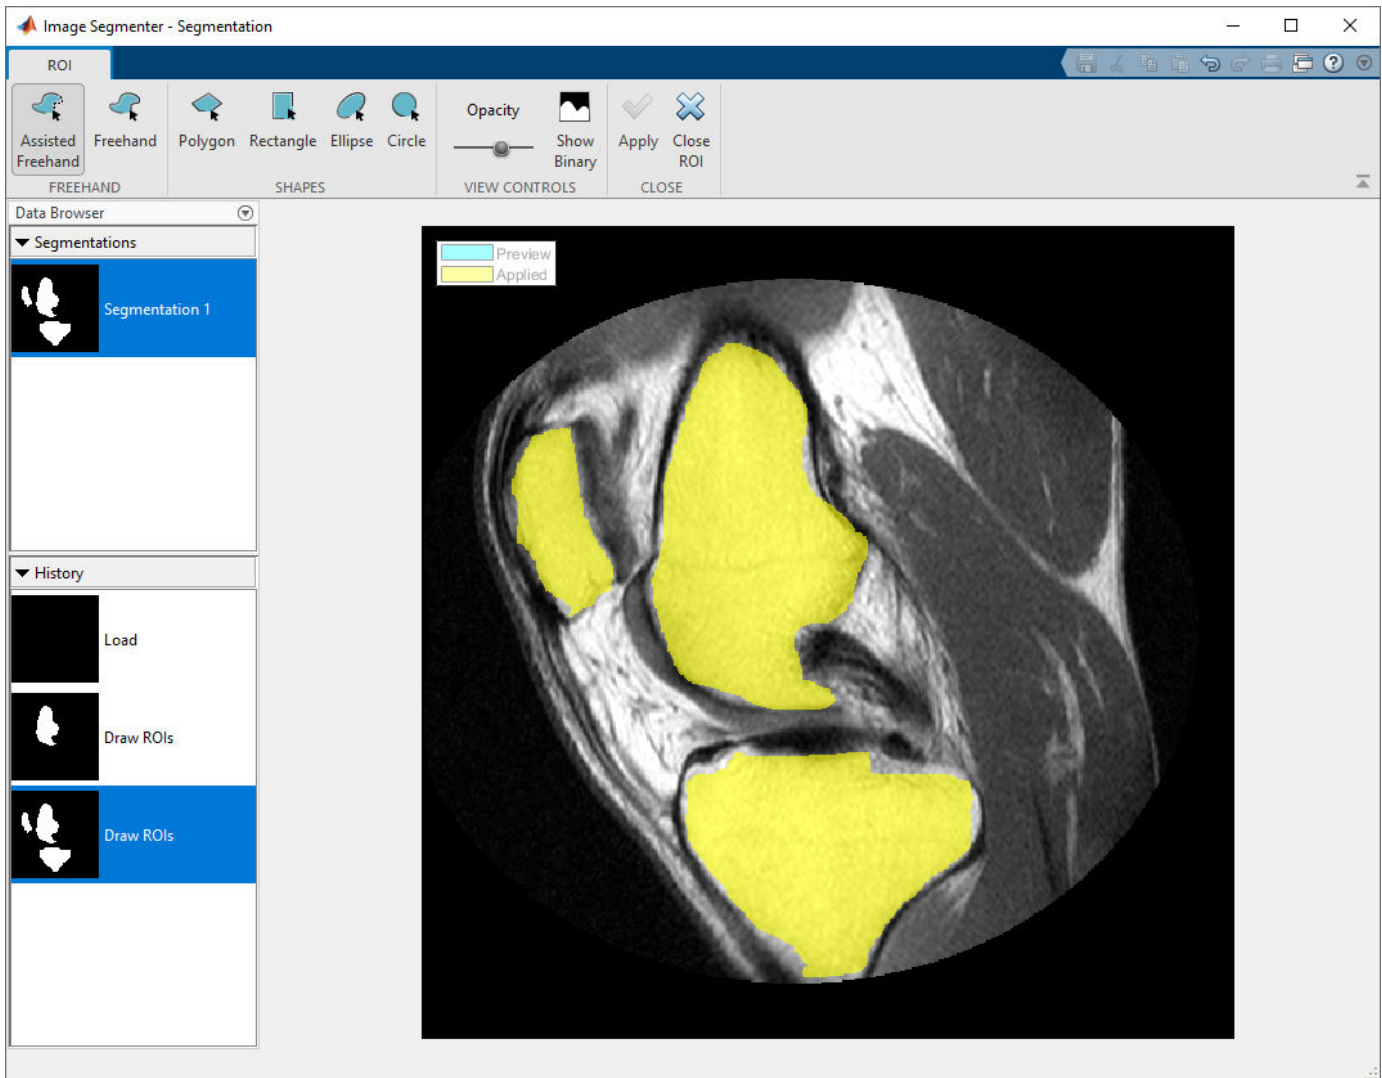 Image Segmenter - Segmentation
ROI
Assisted
Freehand
Freehand
Polygon
Rectangle
Ellipse
Circle
Opacity
Show
Binary
Apply
Close
ROI
FREEHAND
SHAPES
VIEW CONTROLS
CLOSE
Data Browser
Segmentations
Segmentation 1
History
Load
Draw ROIs
Draw ROIs
Preview
Applied